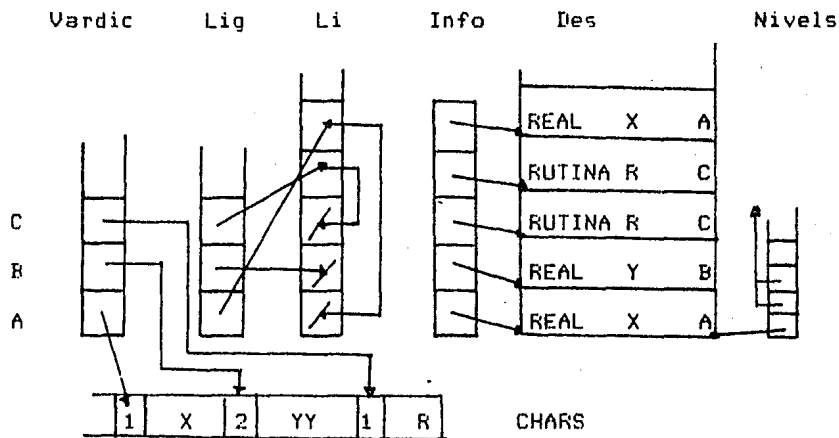 Vardic Lig Li Info Des Nivels
REAL X A
RUTINA R C
C RUTINA R C
B REAL Y B
A REAL X A
1 X 2 YY 1 R CHARS